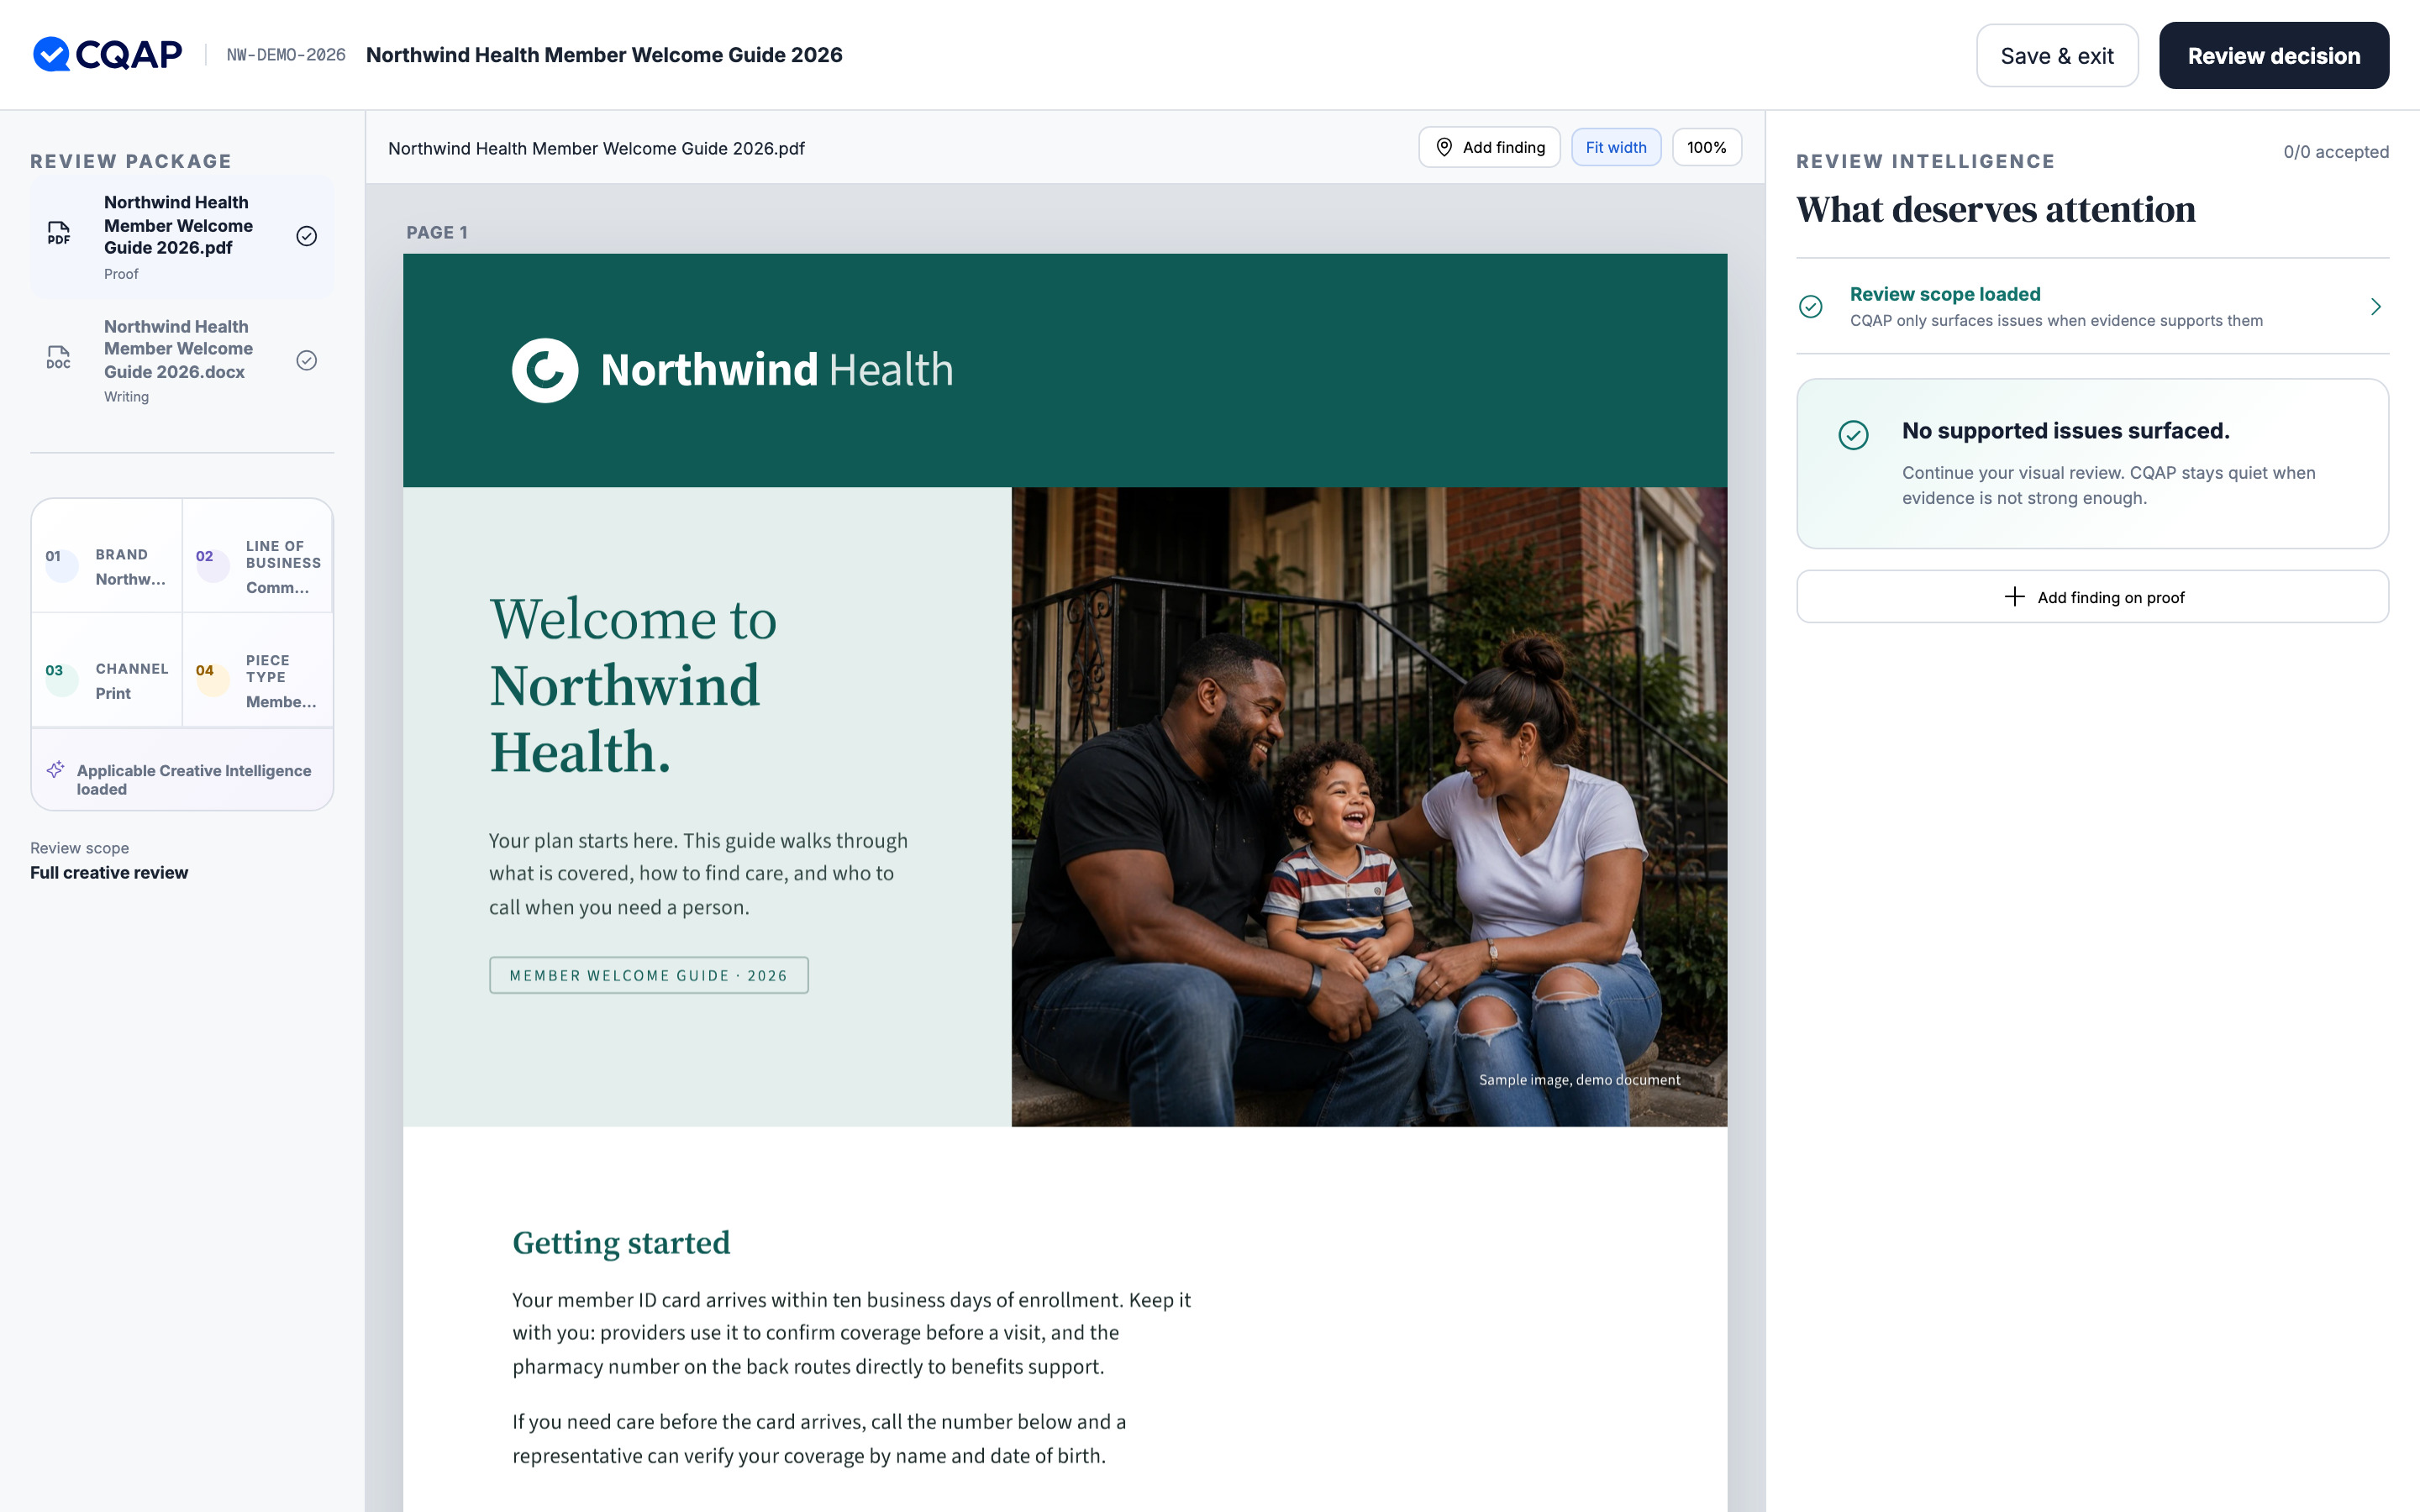 CQAP
NW-DEMO-2026
Northwind Health Member Welcome Guide 2026
Save & exit
Review decision
REVIEW PACKAGE
PDF
Northwind Health
Member Welcome
Guide 2026.pdf
Proof
DOC
Northwind Health
Member Welcome
Guide 2026.docx
Writing
01
BRAND
Northw...
02
LINE OF
BUSINESS
Comm...
03
CHANNEL
Print
04
PIECE
TYPE
Membe...
Applicable Creative Intelligence
loaded
Review scope
Full creative review
Northwind Health Member Welcome Guide 2026.pdf
Add finding
Fit width
100%
PAGE 1
Northwind Health
Welcome to
Northwind
Health.
Your plan starts here. This guide walks through
what is covered, how to find care, and who to
call when you need a person.
MEMBER WELCOME GUIDE · 2026
Sample image, demo document
Getting started
Your member ID card arrives within ten business days of enrollment. Keep it
with you: providers use it to confirm coverage before a visit, and the
pharmacy number on the back routes directly to benefits support.
If you need care before the card arrives, call the number below and a
representative can verify your coverage by name and date of birth.
REVIEW INTELLIGENCE
0/0 accepted
What deserves attention
Review scope loaded
CQAP only surfaces issues when evidence supports them
No supported issues surfaced.
Continue your visual review. CQAP stays quiet when
evidence is not strong enough.
Add finding on proof